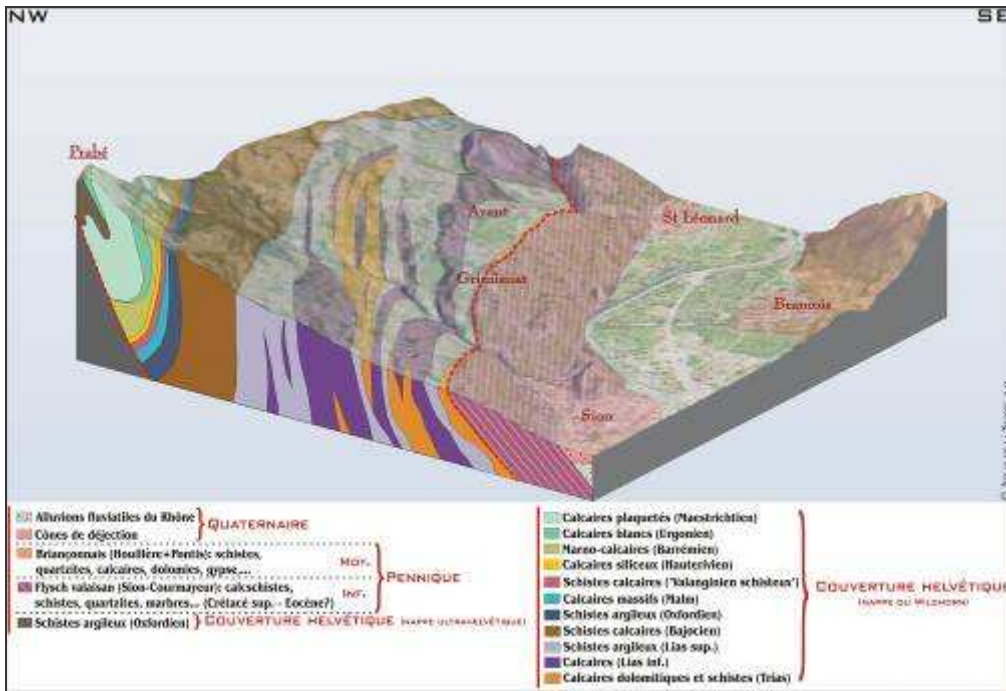 NW
SE
Prabé
Ayent
Grimisuat
St Léonard
Bramois
Sion
Alluvions fluviatiles du Rhône
Cônes de déjection
QUATERNAIRE
Briançonnais (Houillère+Pontis): schistes,
quartzites, calcaires, dolomies, gypse....
MOY.
Flysch valaisan (Sion-Courmayeur): calcschistes,
schistes, quartzites, marbres... (Crétacé sup. - Eocène?)
INF.
PENNIQUE
Schistes argileux (Oxfordien)
COUVERTURE HELVÉTIQUE (NAPPE ULTRAHELVÉTIQUE)
Calcaires plaquetés (Maestrichtien)
Calcaires blancs (Urgonien)
Marno-calcaires (Barrémien)
Calcaires siliceux (Hauterivien)
Schistes calcaires ("Valanginien schisteux")
Calcaires massifs (Malm)
Schistes argileux (Oxfordien)
Schistes calcaires (Bajocien)
Schistes argileux (Lias sup.)
Calcaires (Lias inf.)
Calcaires dolomitiques et schistes (Trias)
COUVERTURE HELVÉTIQUE
(NAPPE DU WILDHORN)